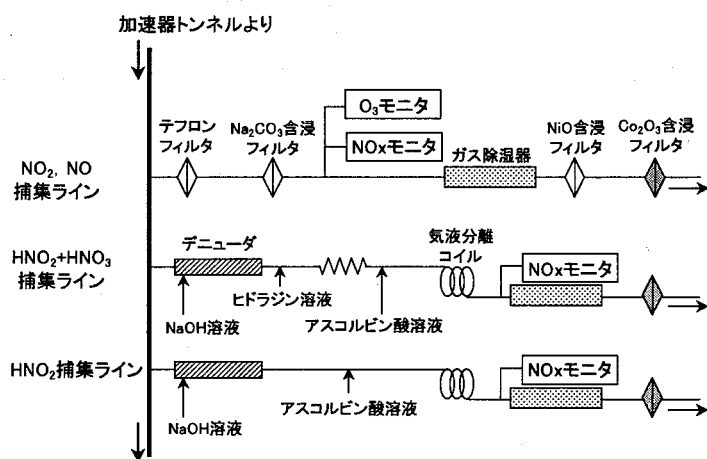 加速器トンネルより
O₃モニタ
テフロン
フィルタ
Na₂CO₃含浸
フィルタ
NOxモニタ
ガス除湿器
NiO含浸
フィルタ
Co₂O₃含浸
フィルタ
NO₂, NO
捕集ライン
デニューダ
気液分離
コイル
HNO₂+HNO₃
捕集ライン
NOxモニタ
ヒドラジン溶液
NaOH溶液
アスコルビン酸溶液
HNO₂捕集ライン
NOxモニタ
NaOH溶液
アスコルビン酸溶液